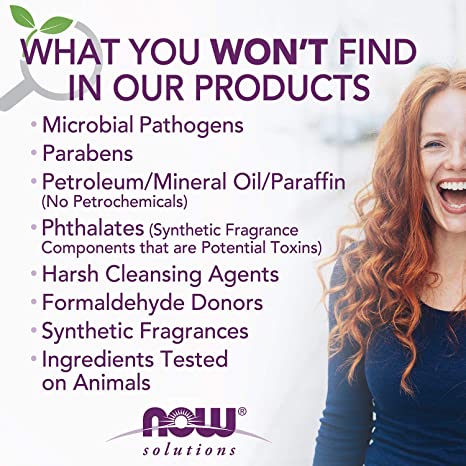 WHAT YOU WON'T FIND
IN OUR PRODUCTS
• Microbial Pathogens
• Parabens
• Petroleum/Mineral Oil/Paraffin
(No Petrochemicals)
• Phthalates (Synthetic Fragrance
Components that are Potential Toxins)
• Harsh Cleansing Agents
• Formaldehyde Donors
• Synthetic Fragrances
• Ingredients Tested
on Animals
now®
solutions